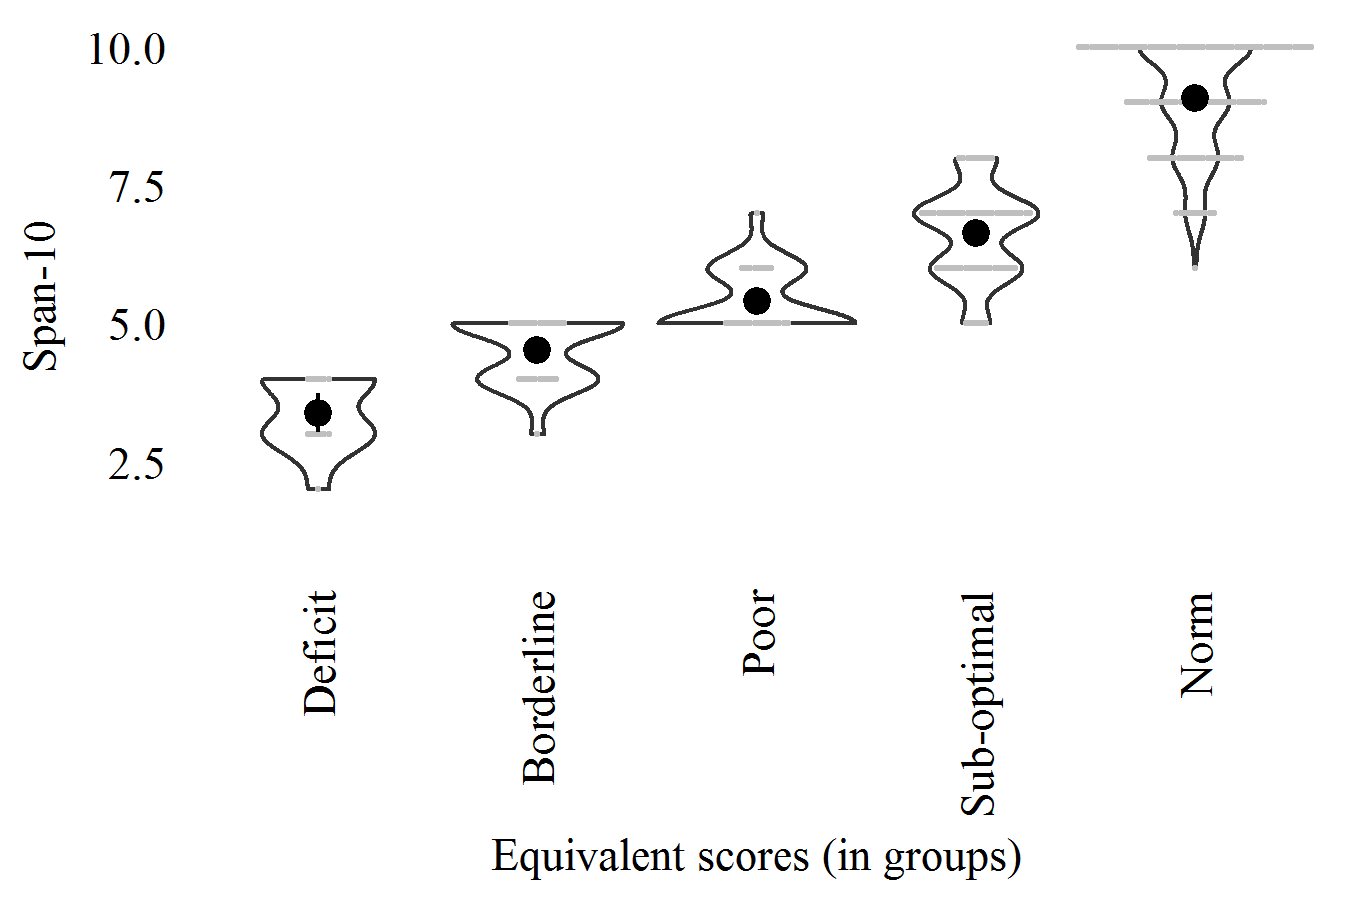 10.0
7.5
5.0
2.5
Span-10
Deficit
Borderline
Poor
Sub-optimal
Norm
Equivalent scores (in groups)